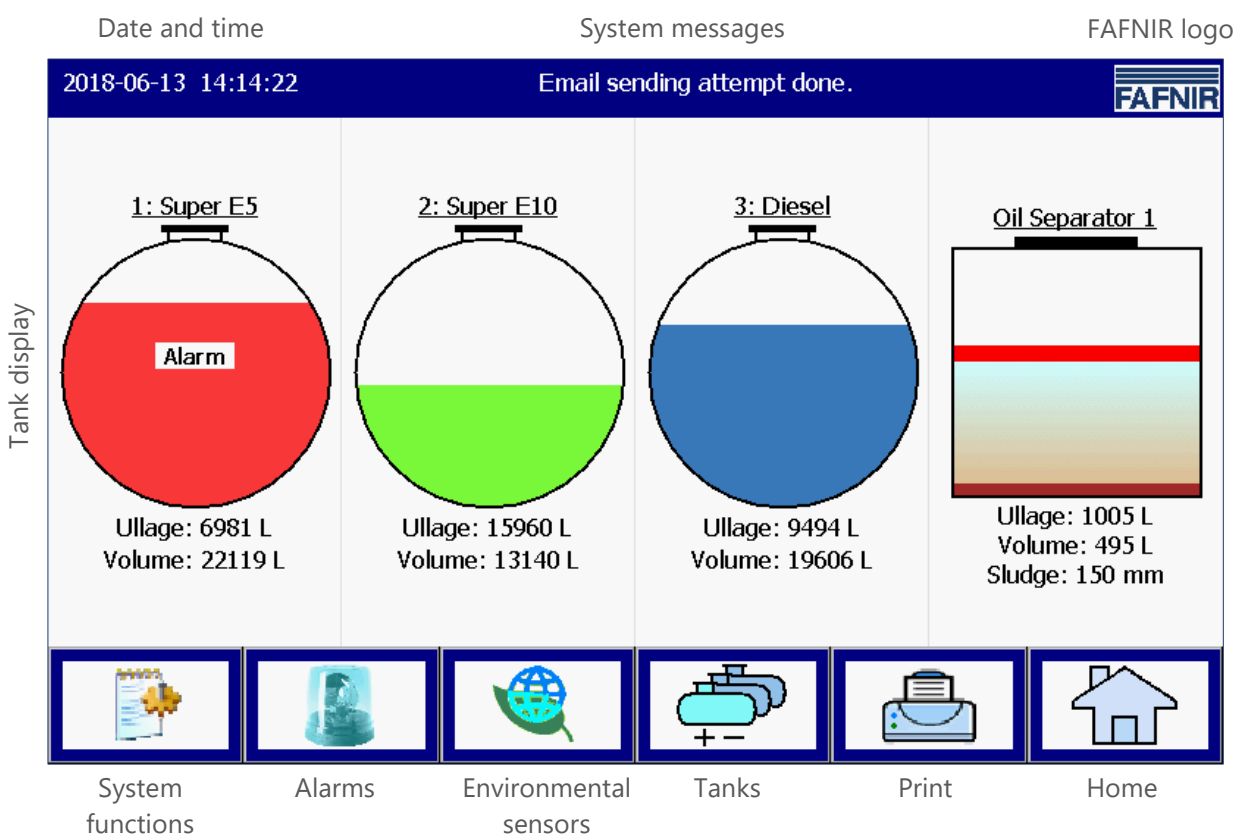 Date and time
System messages
FAFNIR logo
2018-06-13 14:14:22
Email sending attempt done.
FAFNIR
Tank display
1: Super E5
Alarm
Ullage: 6981 L
Volume: 22119 L
2: Super E10
Ullage: 15960 L
Volume: 13140 L
3: Diesel
Ullage: 9494 L
Volume: 19606 L
Oil Separator 1
Ullage: 1005 L
Volume: 495 L
Sludge: 150 mm
System
functions
Alarms
Environmental
sensors
Tanks
Print
Home